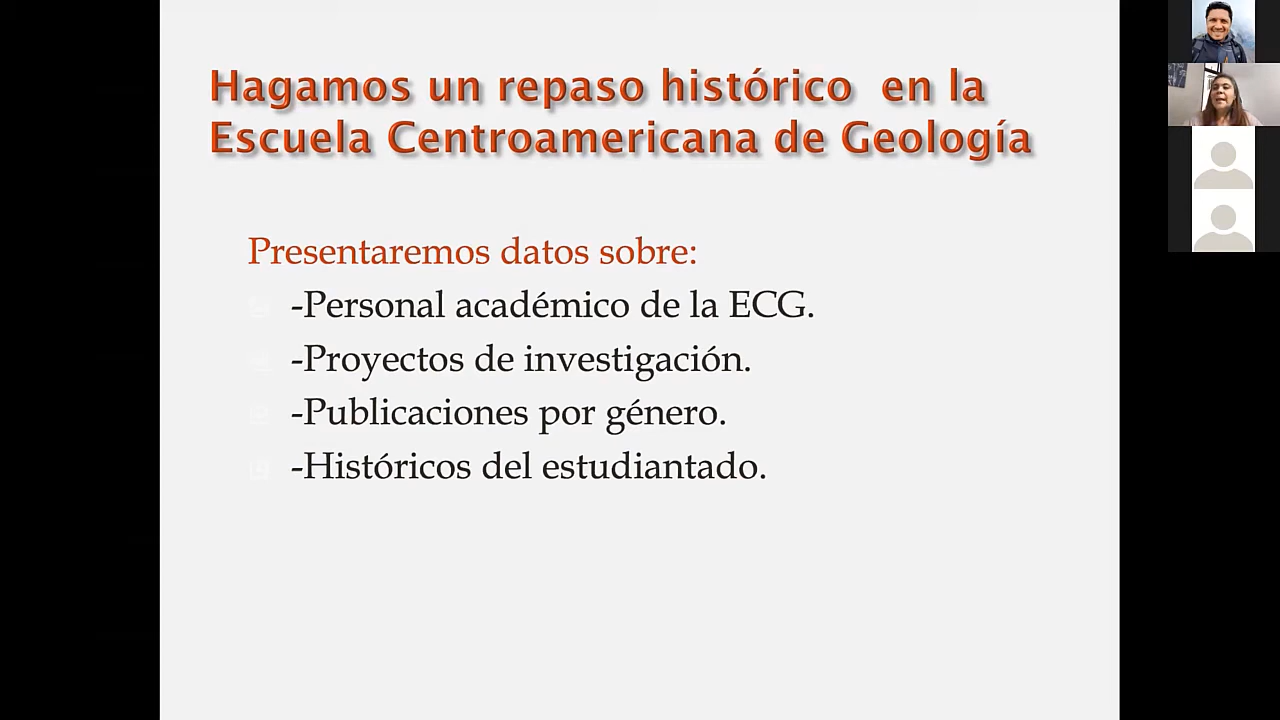 Hagamos un repaso histórico en la
Escuela Centroamericana de Geología
Presentaremos datos sobre:
-Personal académico de la ECG.
-Proyectos de investigación.
-Publicaciones por género.
-Históricos del estudiantado.